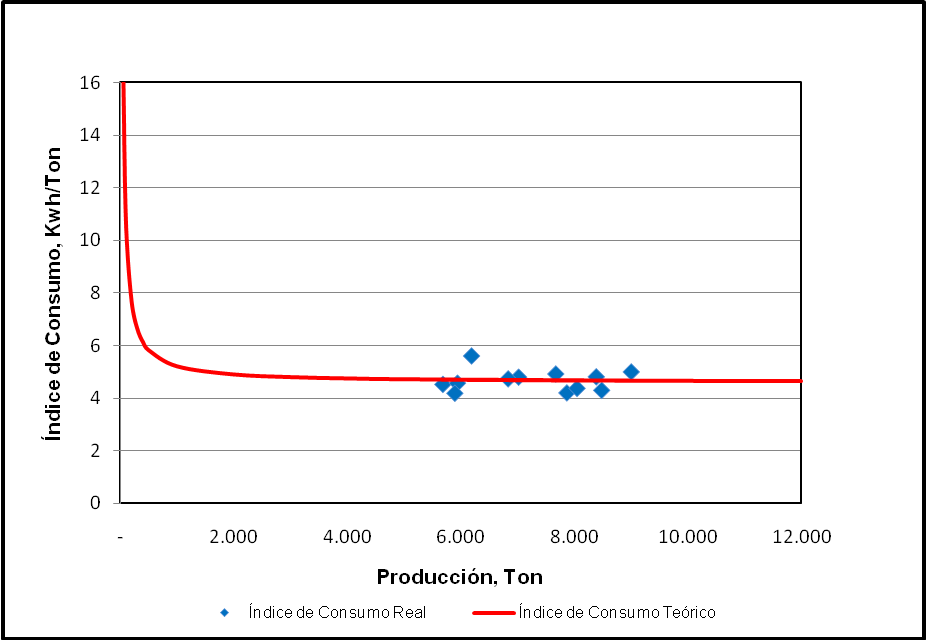 16
14
12
10
8
6
4
2
0
Índice de Consumo, Kwh/Ton
- 2.000 4.000 6.000 8.000 10.000 12.000
Producción, Ton
Índice de Consumo Real Índice de Consumo Teórico